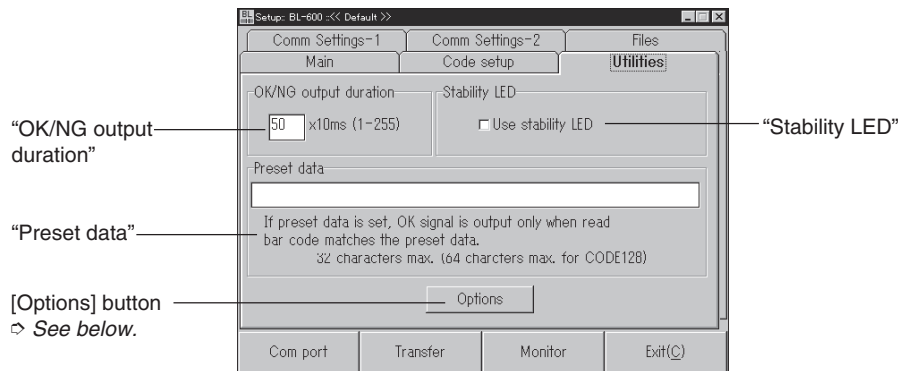 BL
Setup:: BL-600 ::<< Default >>
Comm Settings-1
Comm Settings-2
Files
Main
Code setup
Utilities
OK/NG output duration
50 x10ms (1-255)
Stability LED
Use stability LED
Preset data
If preset data is set, OK signal is output only when read
bar code matches the preset data.
32 characters max. (64 charcters max. for CODE128)
Options
Com port
Transfer
Monitor
Exit(C)
“OK/NG output
duration”
“Stability LED”
“Preset data”
[Options] button
➩ See below.